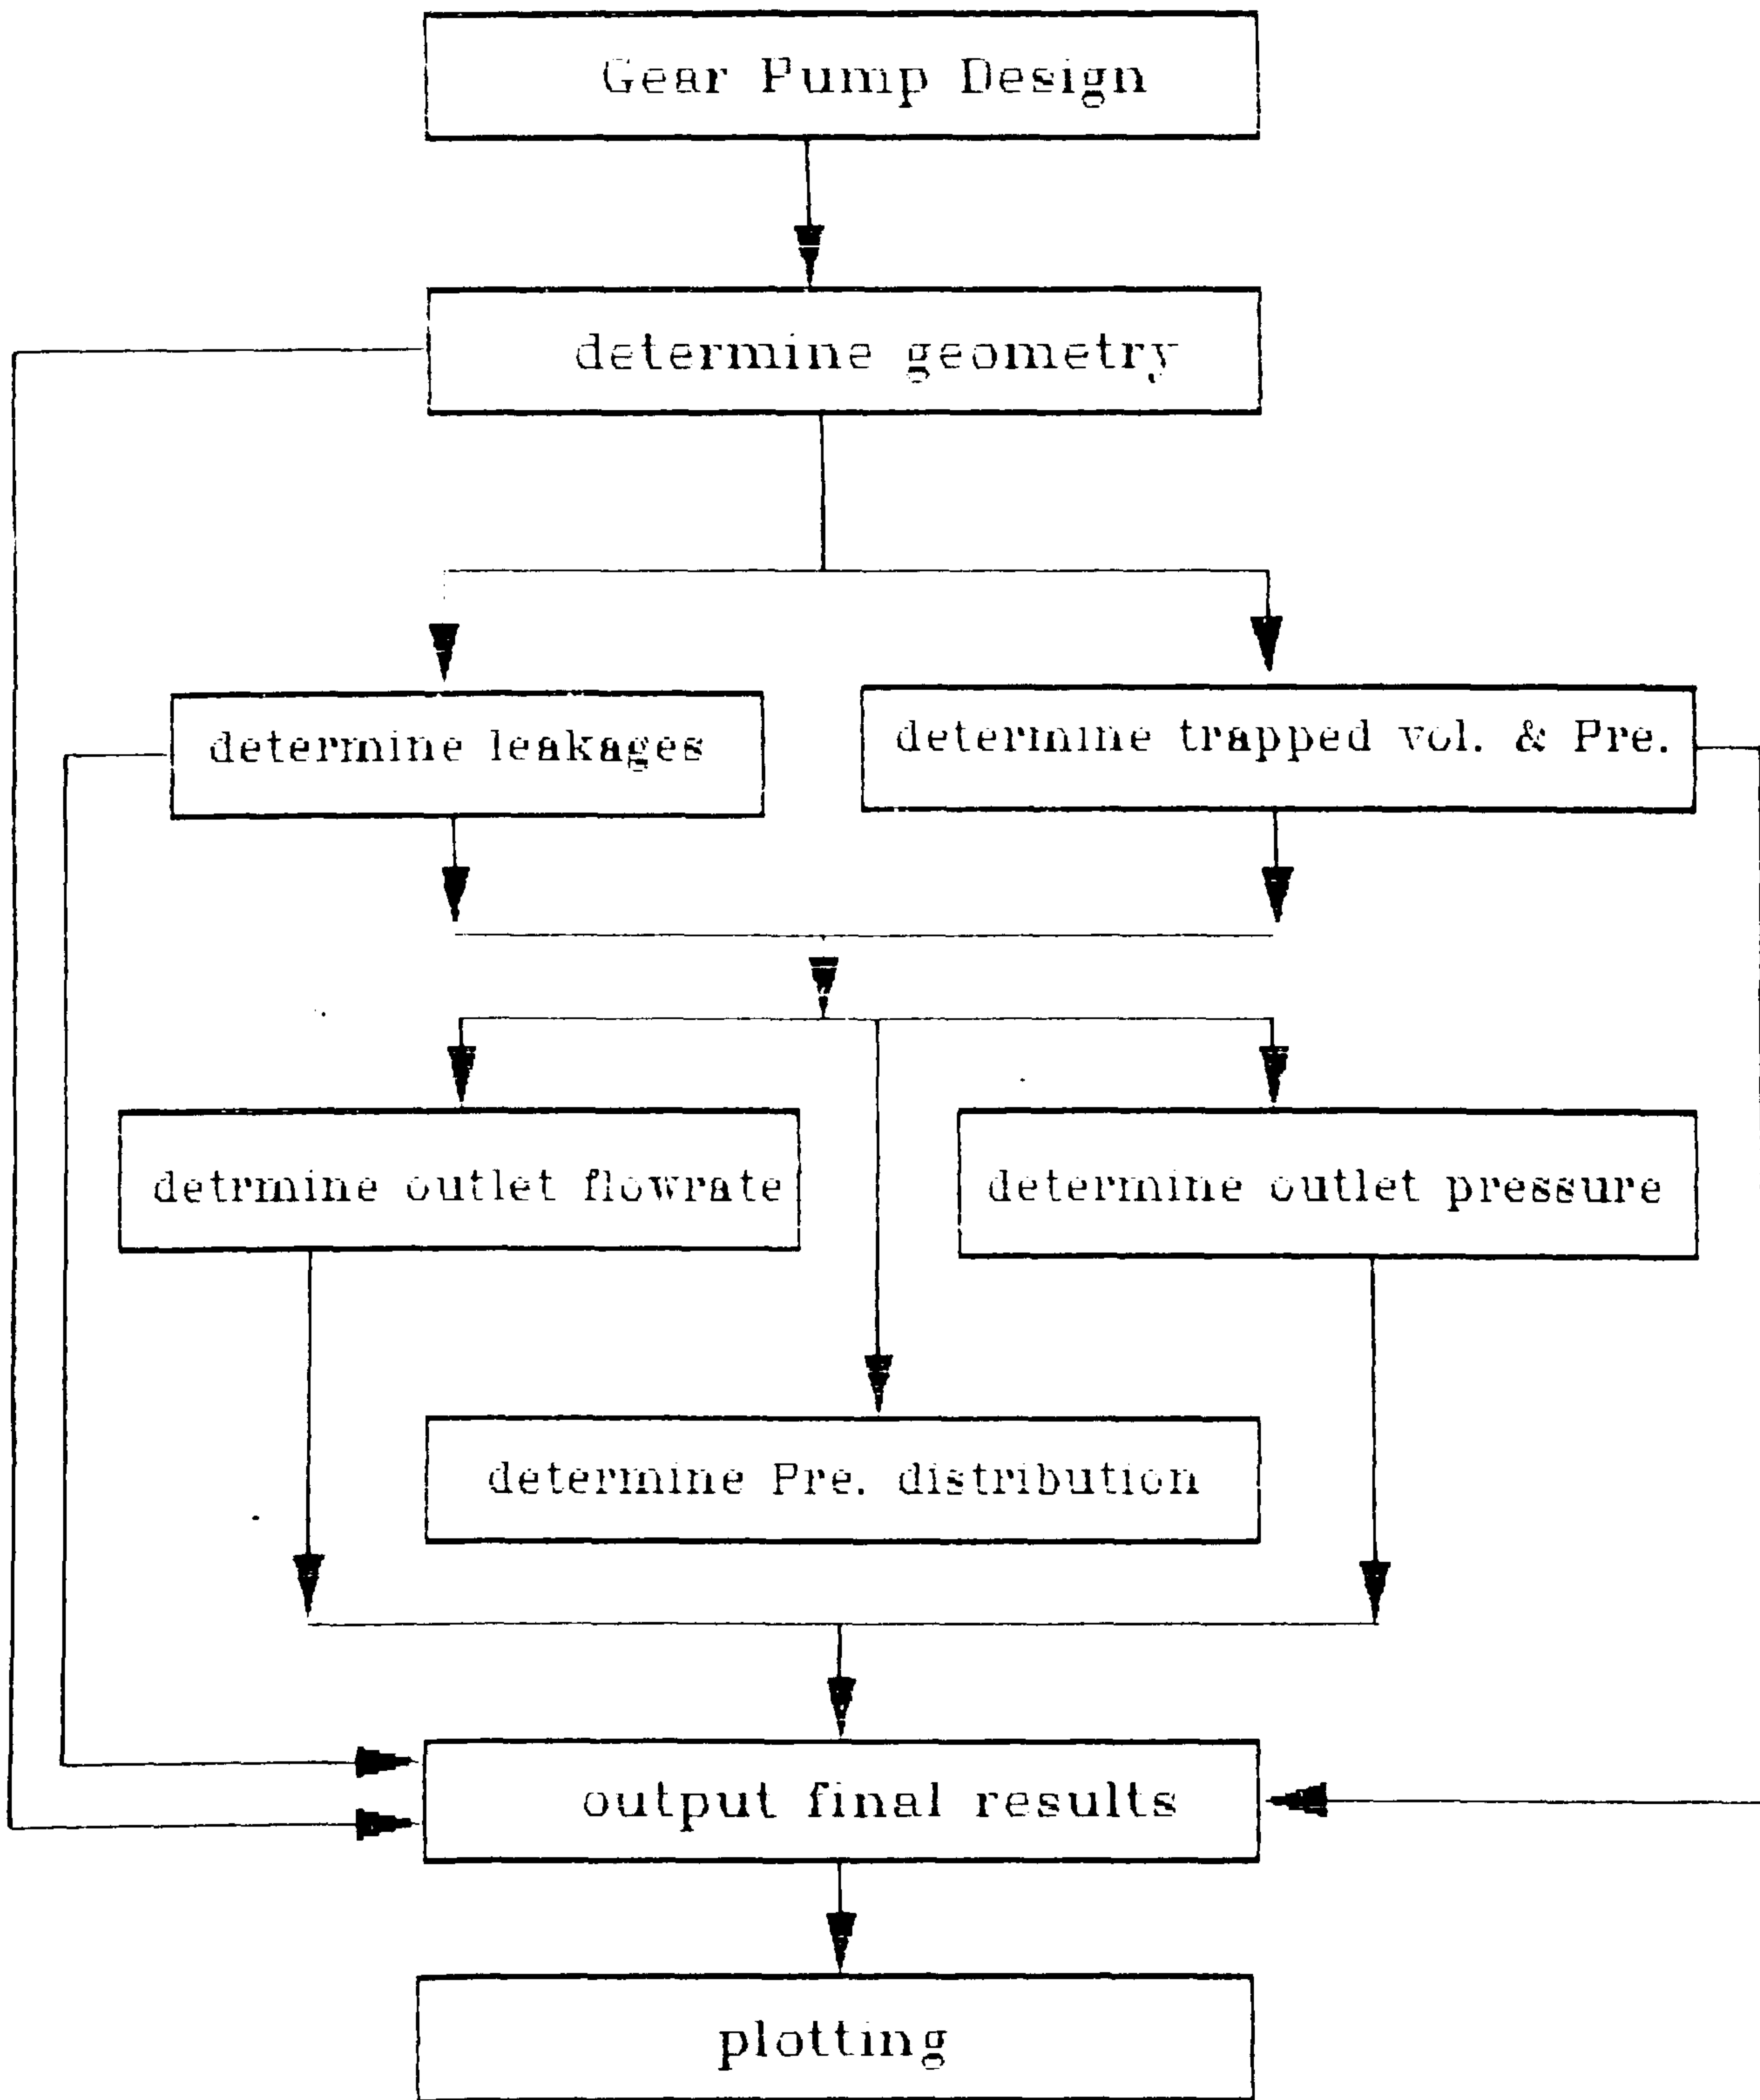 Gear Pump Design
determine geometry
determine leakages
determine trapped vol. & Pre.
detrmine outlet flowrate
determine outlet pressure
determine Pre. distribution
output final results
plotting